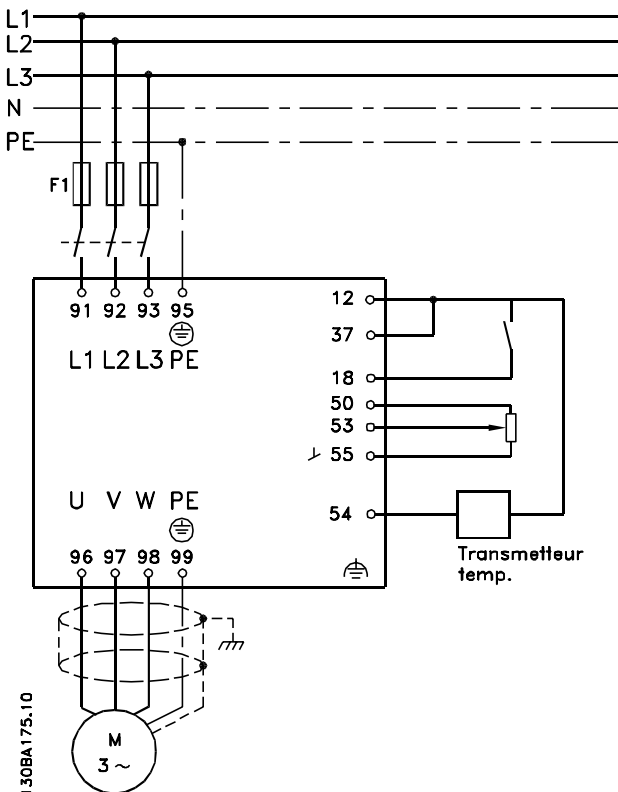 L1
L2
L3
N
PE
F1
91 92 93 95
L1 L2 L3 PE
12
37
18
50
53
55
54
U V W PE
96 97 98 99
Transmetteur
temp.
M
3 ~
130BA175.10